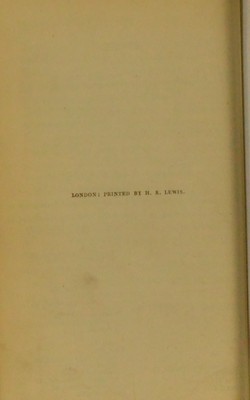 LONDON: PRINTED BY H. K. LEWIS.